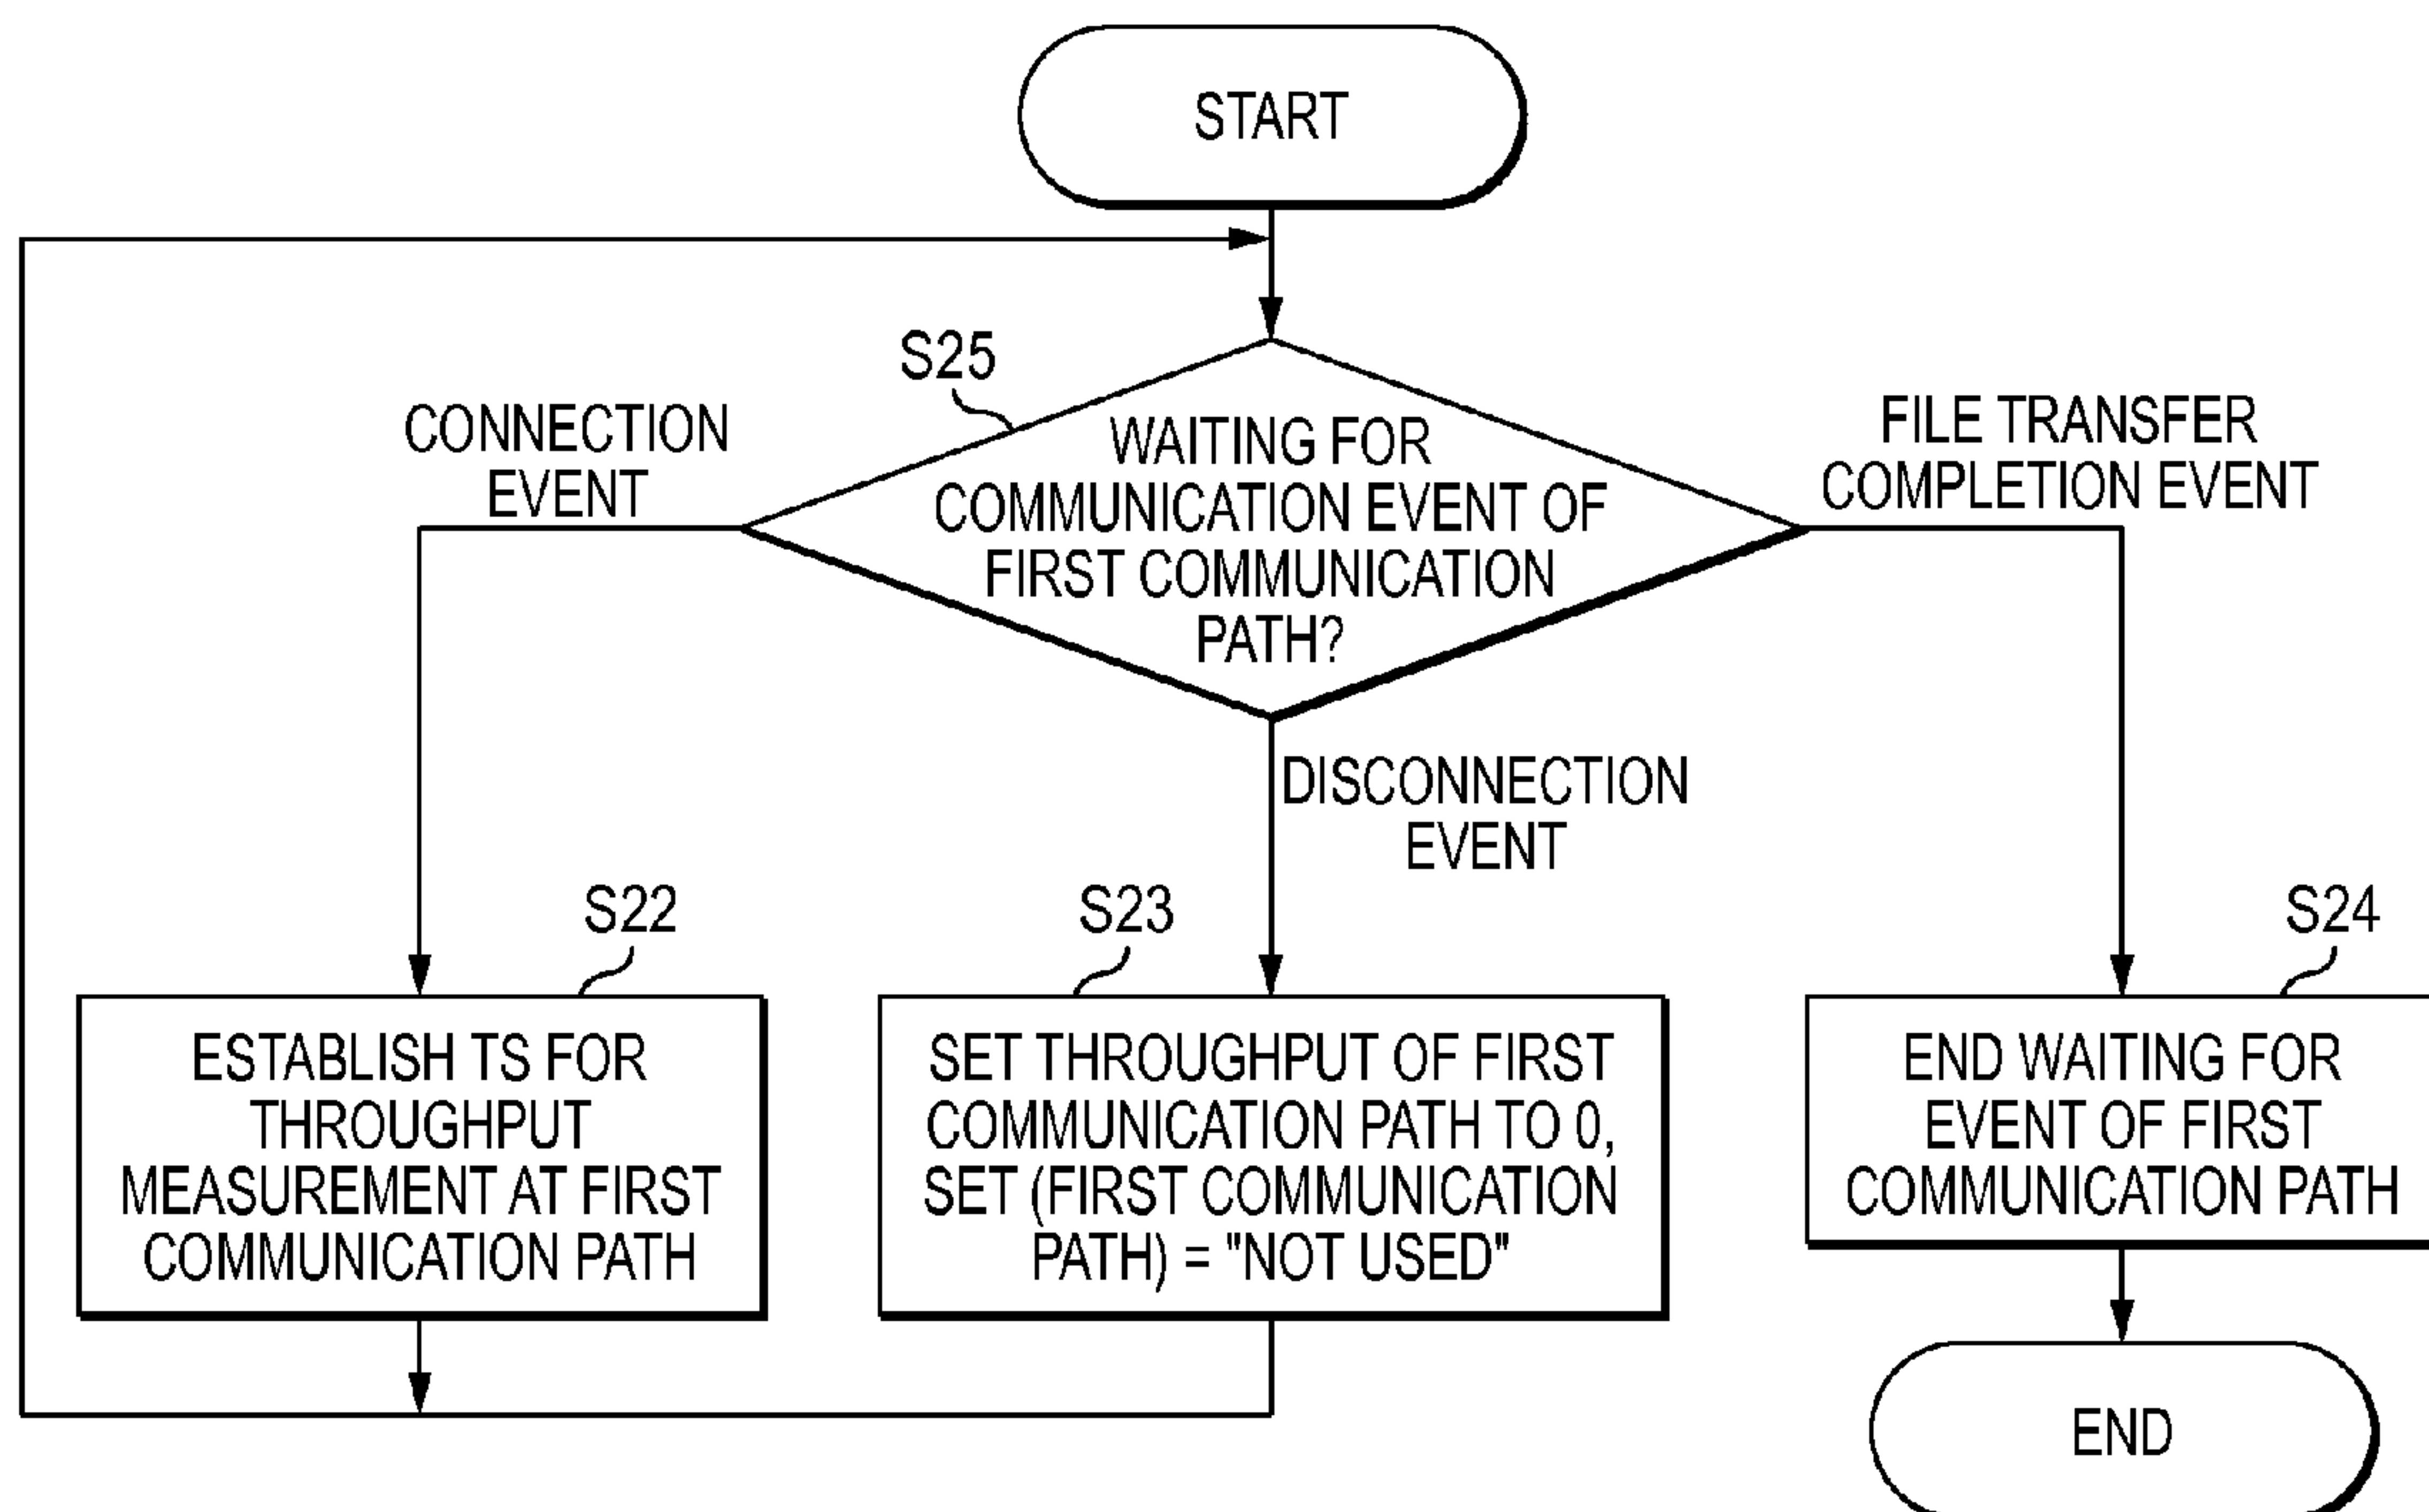 START
S25
CONNECTION
EVENT
WAITING FOR
COMMUNICATION EVENT OF
FIRST COMMUNICATION
PATH?
FILE TRANSFER
COMPLETION EVENT
DISCONNECTION
EVENT
S22
ESTABLISH TS FOR
THROUGHPUT
MEASUREMENT AT FIRST
COMMUNICATION PATH
S23
SET THROUGHPUT OF FIRST
COMMUNICATION PATH TO 0,
SET (FIRST COMMUNICATION
PATH) = "NOT USED"
S24
END WAITING FOR
EVENT OF FIRST
COMMUNICATION PATH
END